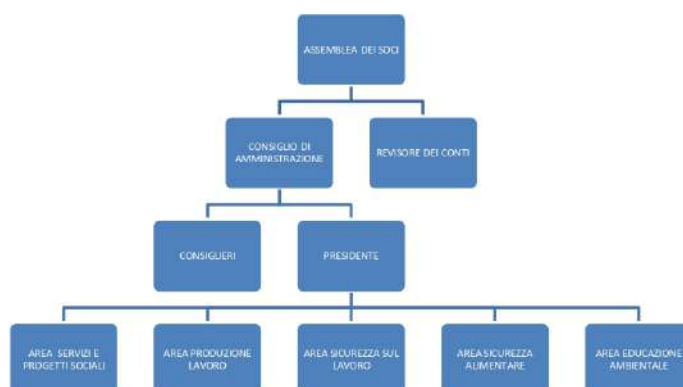 ASSEMBLEA DEI SOCI
CONSIGLIO DI
AMMINISTRAZIONE
REVISORE DEI CONTI
CONSIGLIERI
PRESIDENTE
AREA SERVIZI E
PROGETTI SOCIALI
AREA PRODUZIONE
LAVORO
AREA SICUREZZA SUL
LAVORO
AREA SICUREZZA
ALIMENTARE
AREA EDUCAZIONE
AMBIENTALE